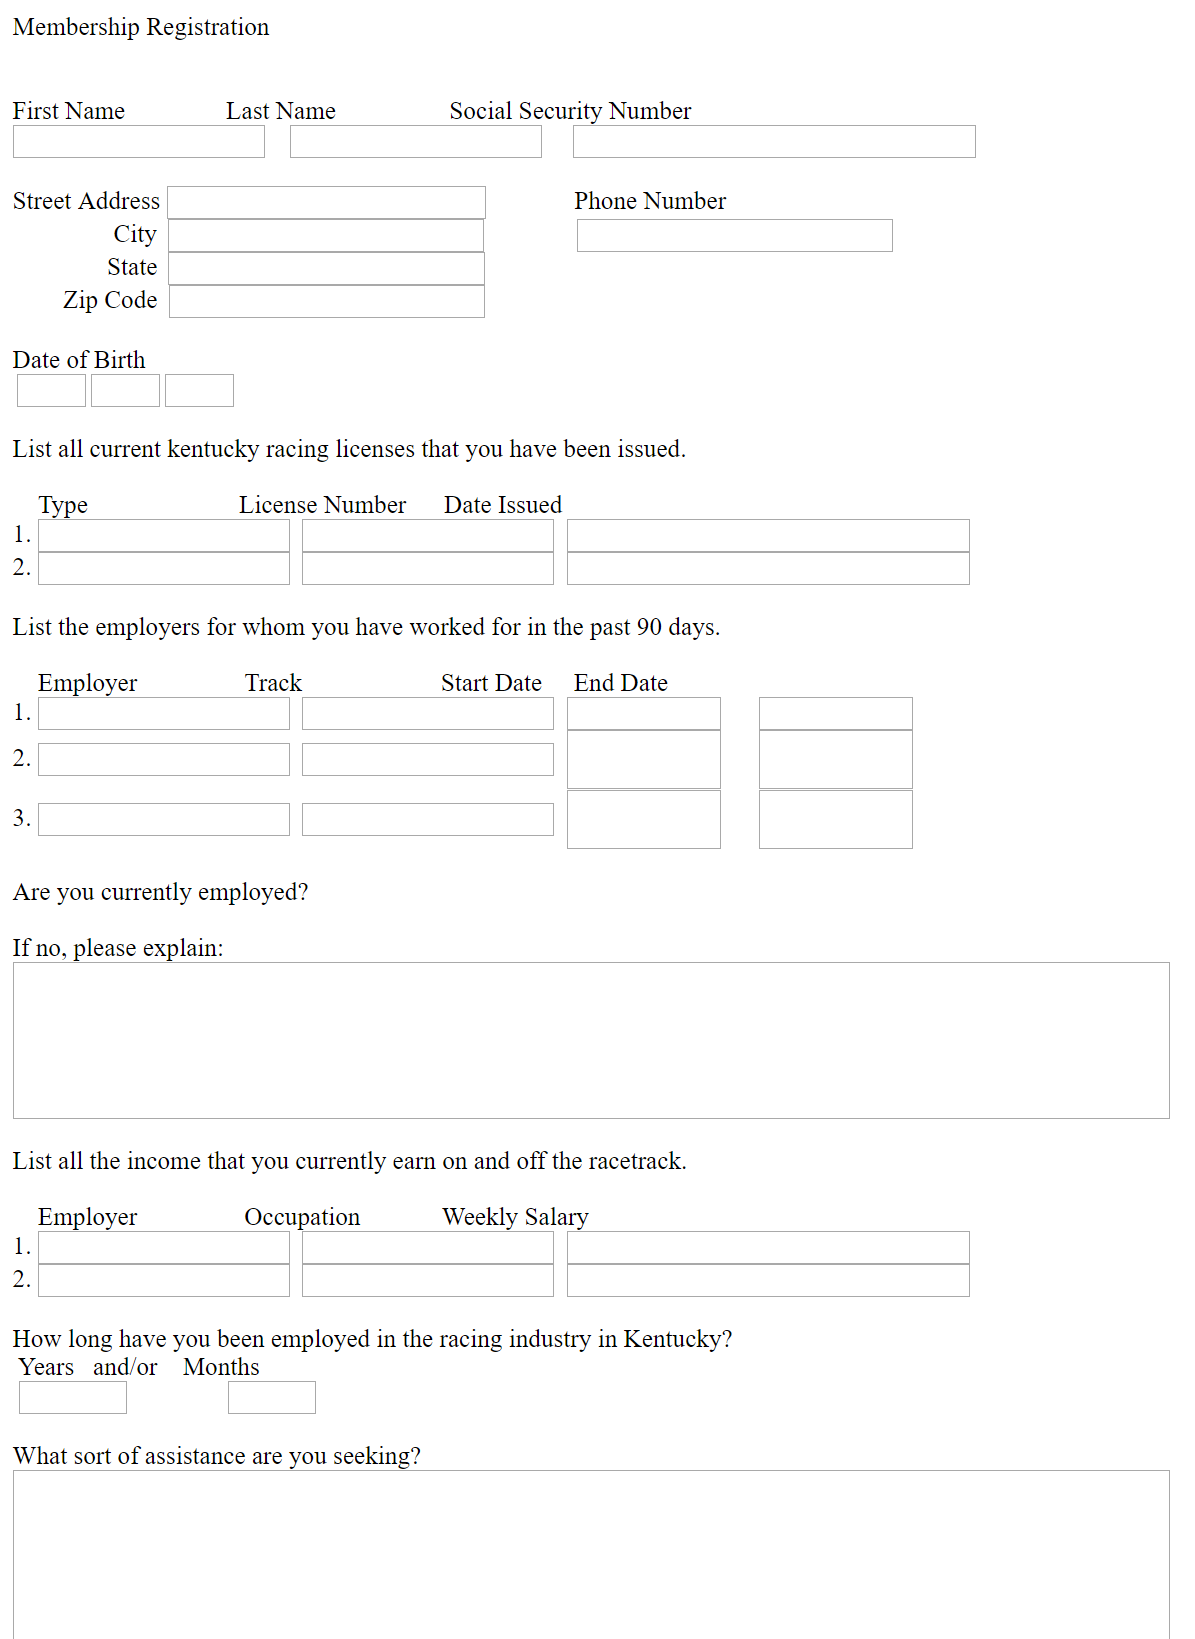 Membership Registration
First Name Last Name Social Security Number
Street Address Phone Number
City
State
Zip Code
Date of Birth
List all current kentucky racing licenses that you have been issued.
Type License Number Date Issued
1.
2.
List the employers for whom you have worked for in the past 90 days.
Employer Track Start Date End Date
1.
2.
3.
Are you currently employed?
If no, please explain:
List all the income that you currently earn on and off the racetrack.
Employer Occupation Weekly Salary
1.
2.
How long have you been employed in the racing industry in Kentucky?
Years and/or Months
What sort of assistance are you seeking?